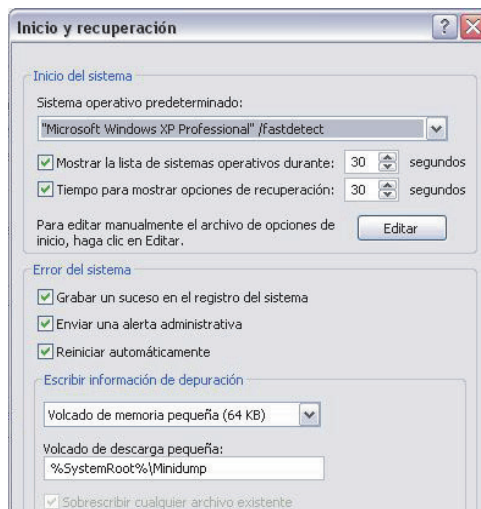 Inicio y recuperación
Inicio del sistema
Sistema operativo predeterminado:
"Microsoft Windows XP Professional" /fastdetect
Mostrar la lista de sistemas operativos durante: 30 segundos
Tiempo para mostrar opciones de recuperación: 30 segundos
Para editar manualmente el archivo de opciones de
inicio, haga clic en Editar.
Editar
Error del sistema
Grabar un suceso en el registro del sistema
Enviar una alerta administrativa
Reiniciar automáticamente
Escribir información de depuración
Volcado de memoria pequeña (64 KB)
Volcado de descarga pequeña:
%SystemRoot%\Minidump
Sobrescribir cualquier archivo existente